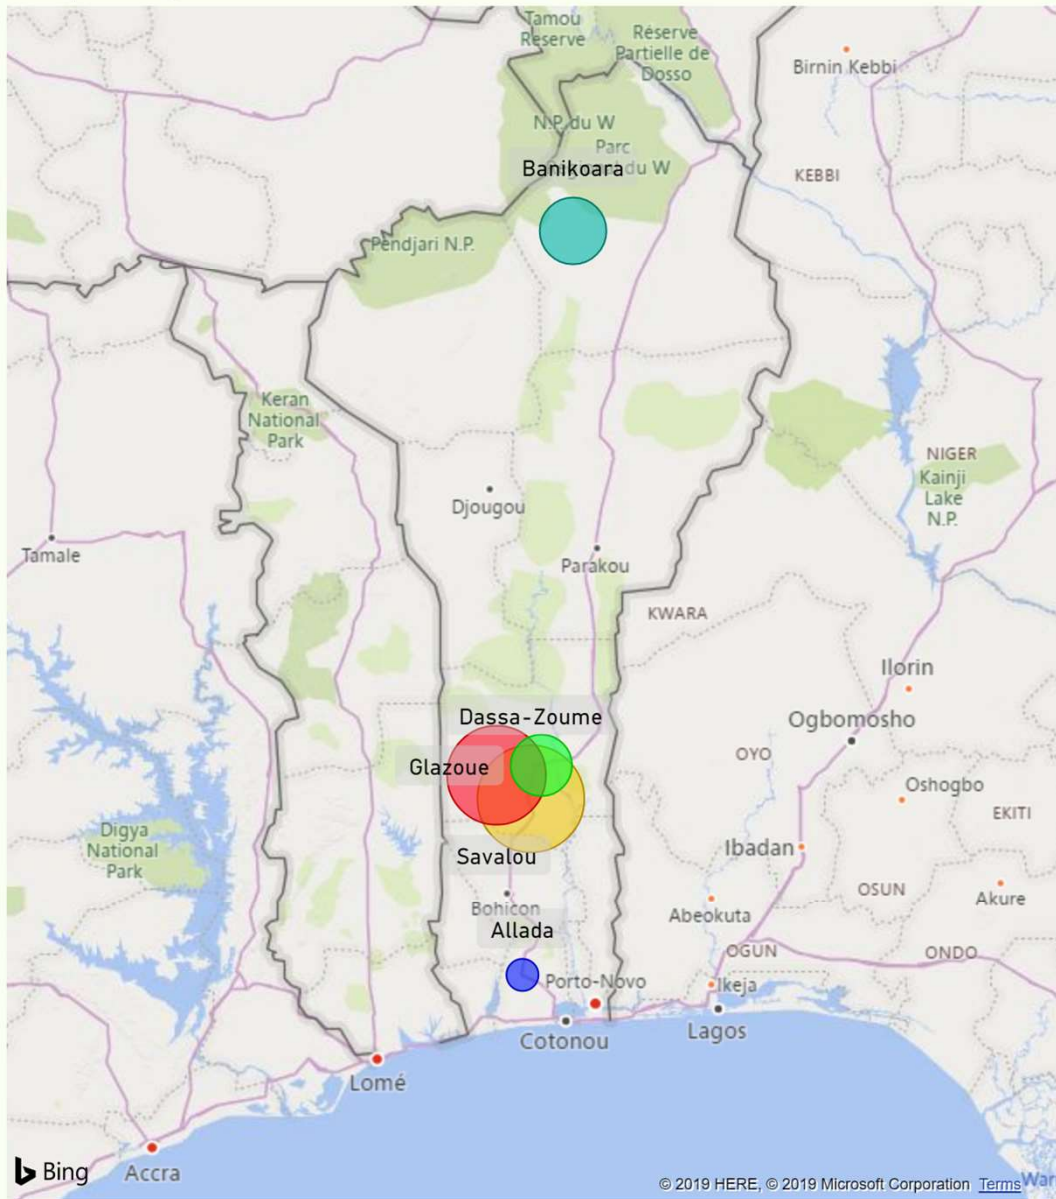 Tamou
Reserve
Réserve
Partielle de
Dosso
Birnin Kebbi
N.P. du W
Parc
du W
Banikoara
KEBBI
Pendjari N.P.
Keran
National
Park
NIGER
Kainji
Lake
N.P.
Djougou
Tamale
Parakou
KWARA
Ilorin
Dassa-Zoume
Ogbomosho
OYO
Glazoue
Oshogbo
EKITI
Digya
National
Park
Ibadan
Savalou
OSUN
Akure
Bohicon
Abeokuta
Allada
OGUN
ONDO
Porto-Novo
Ikeja
Cotonou
Lagos
Lomé
Accra
Bing
© 2019 HERE, © 2019 Microsoft Corporation Terms
War